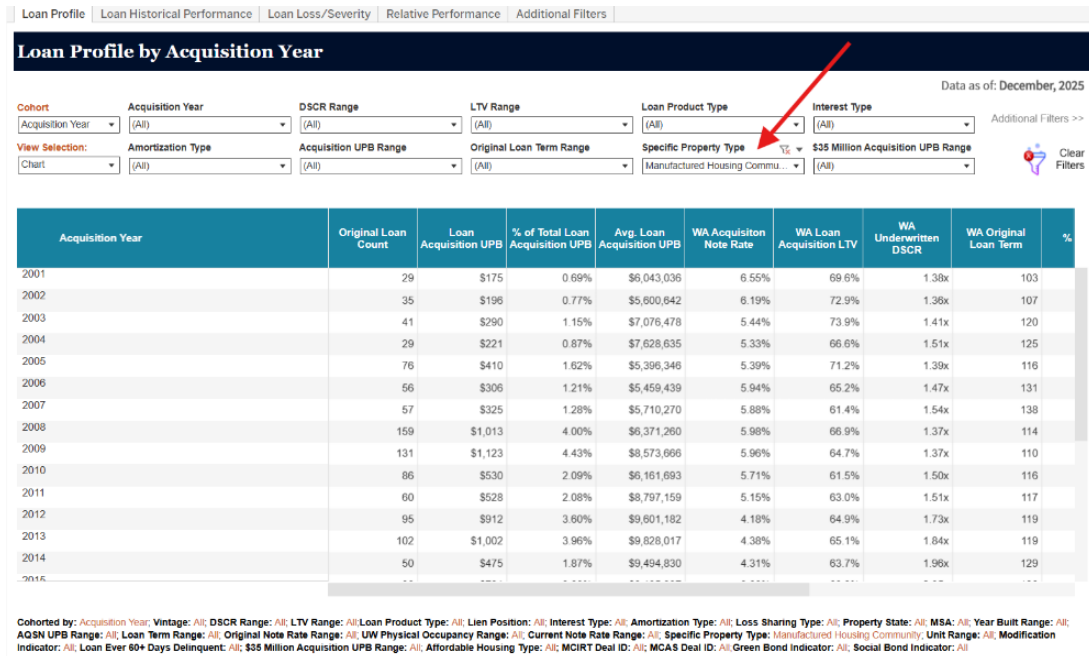 Loan Profile Loan Historical Performance Loan Loss/Severity Relative Performance Additional Filters
Loan Profile by Acquisition Year
Data as of: December, 2025
Cohort Acquisition Year DSCR Range LTV Range Loan Product Type Interest Type
Acquisition Year (All) (All) (All) (All) (All) Additional Filters >>
View Selection: Amortization Type Acquisition UPB Range Original Loan Term Range Specific Property Type $35 Million Acquisition UPB Range
Chart (All) (All) (All) Manufactured Housing Commu... (All) Clear Filters
Acquisition Year Original Loan Count Loan Acquisition UPB % of Total Loan Acquisition UPB Avg. Loan Acquisition UPB WA Acquisiton Note Rate WA Loan Acquisition LTV WA Underwritten DSCR WA Original Loan Term %
2001 29 $175 0.69% $6,043,036 6.55% 69.6% 1.38x 103
2002 35 $196 0.77% $5,600,642 6.19% 72.9% 1.36x 107
2003 41 $290 1.15% $7,076,478 5.44% 73.9% 1.41x 120
2004 29 $221 0.87% $7,628,635 5.33% 66.6% 1.51x 125
2005 76 $410 1.62% $5,396,346 5.39% 71.2% 1.39x 116
2006 56 $306 1.21% $5,459,439 5.94% 65.2% 1.47x 131
2007 57 $325 1.28% $5,710,270 5.88% 61.4% 1.54x 138
2008 159 $1,013 4.00% $6,371,260 5.98% 66.9% 1.37x 114
2009 131 $1,123 4.43% $8,573,666 5.96% 64.7% 1.37x 110
2010 86 $530 2.09% $6,161,693 5.71% 61.5% 1.50x 116
2011 60 $528 2.08% $8,797,159 5.15% 63.0% 1.51x 117
2012 95 $912 3.60% $9,601,182 4.18% 64.9% 1.73x 119
2013 102 $1,002 3.96% $9,828,017 4.38% 65.1% 1.84x 119
2014 50 $475 1.87% $9,494,830 4.31% 63.7% 1.96x 129
2015
Cohorted by: Acquisition Year; Vintage: All; DSCR Range: All; LTV Range: All;Loan Product Type: All; Lien Position: All; Interest Type: All; Amortization Type: All; Loss Sharing Type: All; Property State: All; MSA: All; Year Built Range: All;
AQSN UPB Range: All; Loan Term Range: All; Original Note Rate Range: All; UW Physical Occupancy Range: All; Current Note Rate Range: All; Specific Property Type: Manufactured Housing Community; Unit Range: All; Modification
Indicator: All; Loan Ever 60+ Days Delinquent: All; $35 Million Acquisition UPB Range: All; Affordable Housing Type: All; MCIRT Deal ID: All; MCAS Deal ID: All;Green Bond Indicator: All; Social Bond Indicator: All